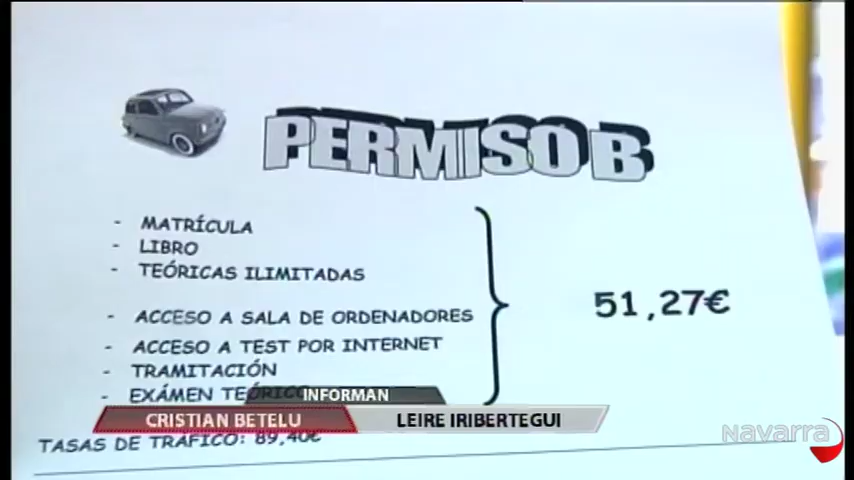 PERMISO B
- MATRÍCULA
- LIBRO
- TEÓRICAS ILIMITADAS
- ACCESO A SALA DE ORDENADORES
- ACCESO A TEST POR INTERNET
- TRAMITACIÓN
- EXÁMEN TEÓRICO
51,27€
INFORMAN
CRISTIAN BETELU
LEIRE IRIBERTEGUI
TASAS DE TRÁFICO: 89,40€
Navarra